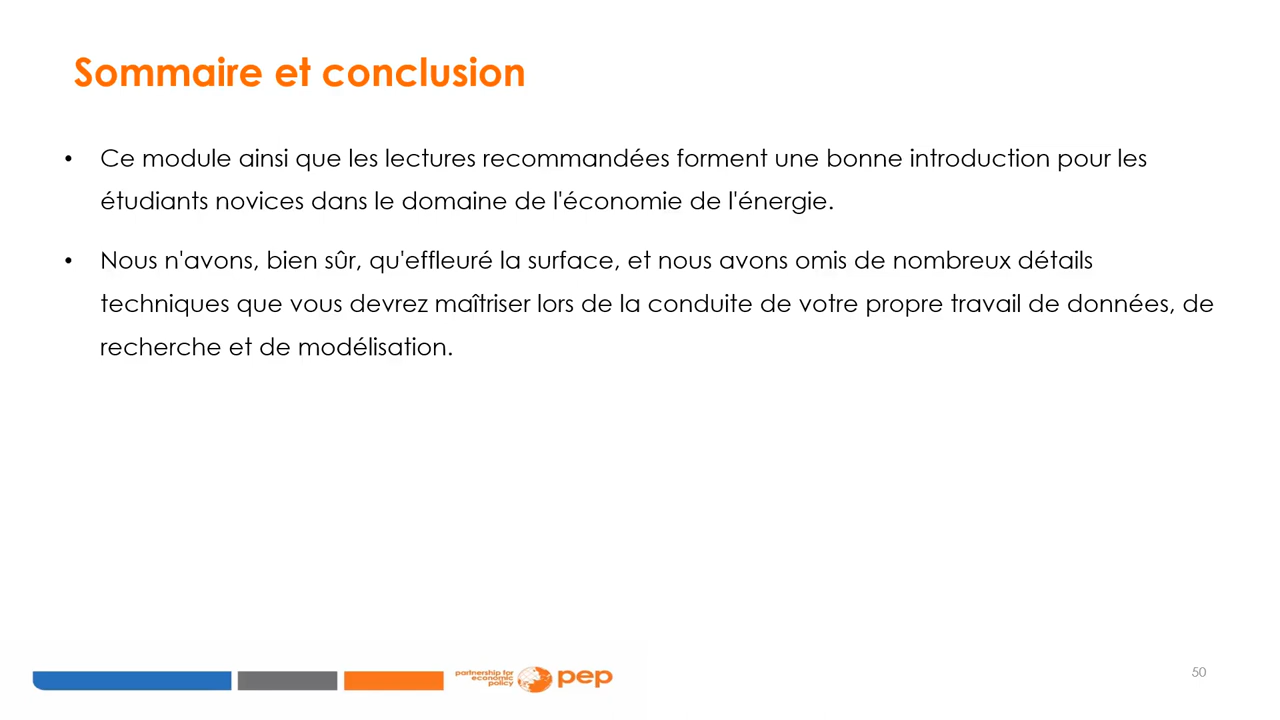 Sommaire et conclusion
• Ce module ainsi que les lectures recommandées forment une bonne introduction pour les
étudiants novices dans le domaine de l'économie de l'énergie.
• Nous n'avons, bien sûr, qu'effleuré la surface, et nous avons omis de nombreux détails
techniques que vous devrez maîtriser lors de la conduite de votre propre travail de données, de
recherche et de modélisation.
partnership for
economic
policy
pep
50